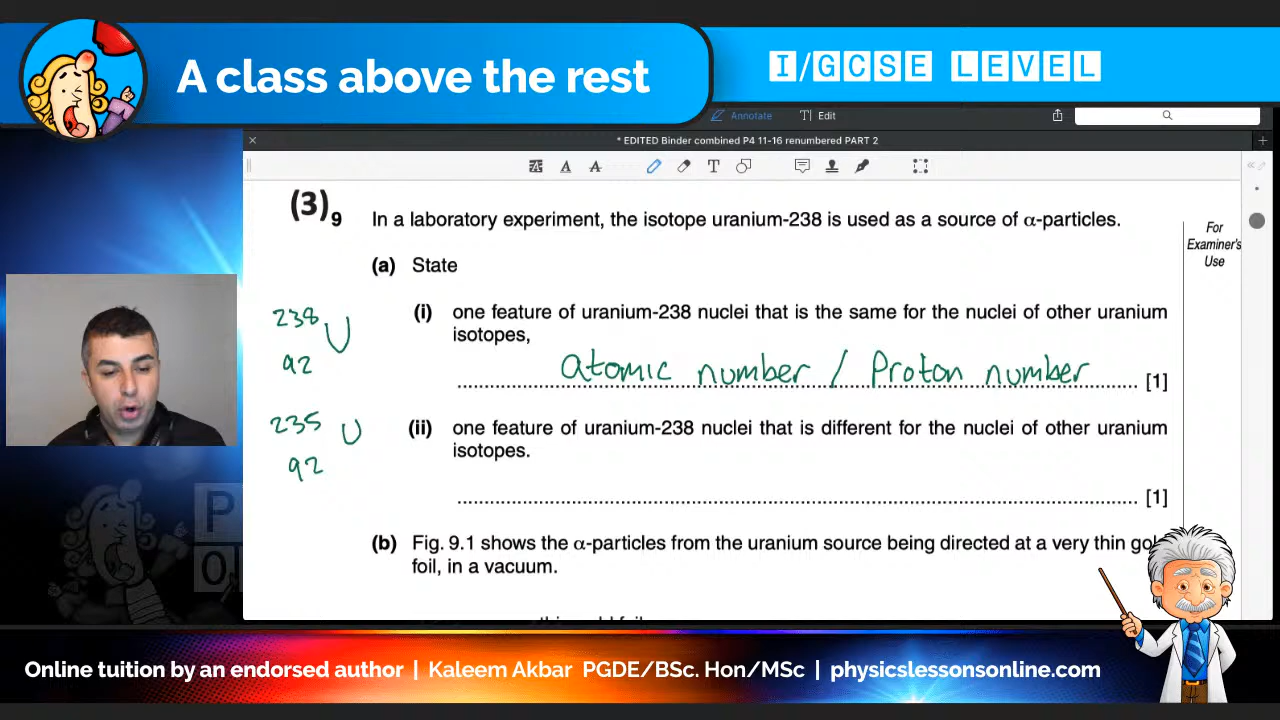 A class above the rest
I/GCSE LEVEL
Annotate
Edit
* EDITED Binder combined P4 11-16 renumbered PART 2
(3) 9 In a laboratory experiment, the isotope uranium-238 is used as a source of α-particles.
For
Examiner's
Use
(a) State
(i) one feature of uranium-238 nuclei that is the same for the nuclei of other uranium
isotopes,
238
92 U
atomic number / Proton number [1]
(ii) one feature of uranium-238 nuclei that is different for the nuclei of other uranium
isotopes.
235
92 U
[1]
(b) Fig. 9.1 shows the α-particles from the uranium source being directed at a very thin
foil, in a vacuum.
Online tuition by an endorsed author | Kaleem Akbar PGDE/BSc. Hon/MSc | physicslessonsonline.com